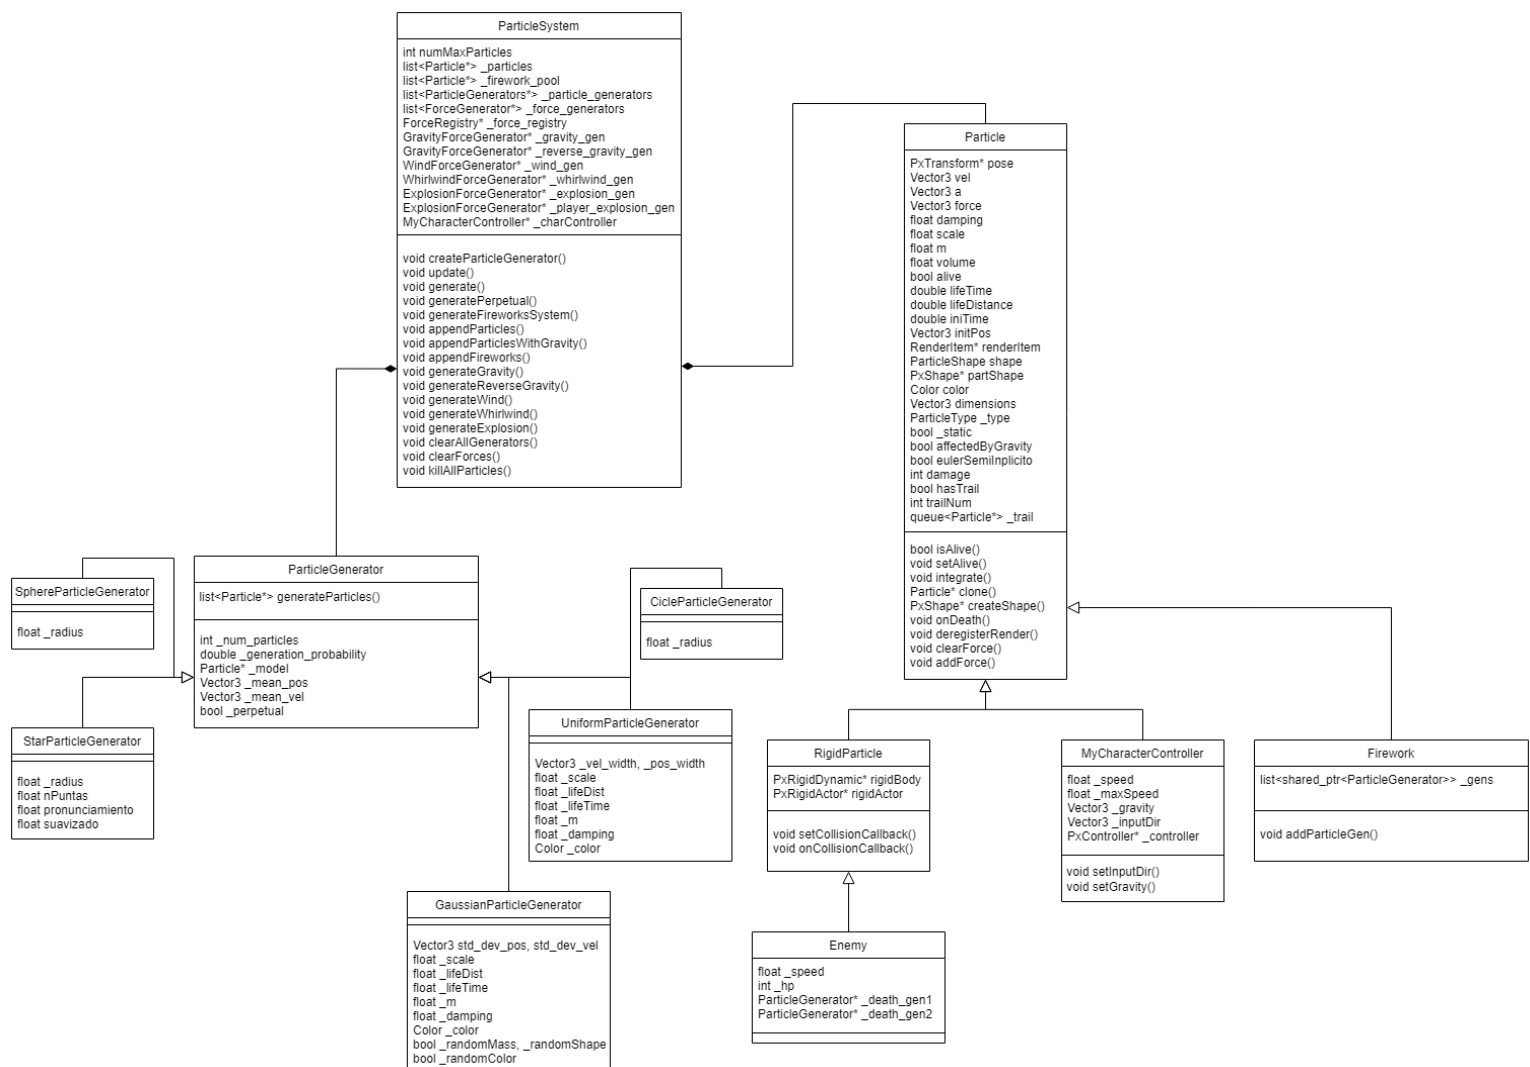 ParticleSystem
int numMaxParticles
list<Particle*> _particles
list<Particle*> _firework_pool
list<ParticleGenerators*> _particle_generators
list<ForceGenerator*> _force_generators
ForceRegistry* _force_registry
GravityForceGenerator* _gravity_gen
GravityForceGenerator* _reverse_gravity_gen
WindForceGenerator* _wind_gen
WhirlwindForceGenerator* _whirlwind_gen
ExplosionForceGenerator* _explosion_gen
ExplosionForceGenerator* _player_explosion_gen
MyCharacterController* _charController
void createParticleGenerator()
void update()
void generate()
void generatePerpetual()
void generateFireworksSystem()
void appendParticles()
void appendParticlesWithGravity()
void appendFireworks()
void generateGravity()
void generateReverseGravity()
void generateWind()
void generateWhirlwind()
void generateExplosion()
void clearAllGenerators()
void clearForces()
void killAllParticles()
Particle
PxTransform* pose
Vector3 vel
Vector3 a
Vector3 force
float damping
float scale
float m
float volume
bool alive
double lifeTime
double lifeDistance
double iniTime
Vector3 initPos
RenderItem* renderItem
ParticleShape shape
PxShape* partShape
Color color
Vector3 dimensions
ParticleType _type
bool _static
bool affectedByGravity
bool eulerSemiInplicito
int damage
bool hasTrail
int trailNum
queue<Particle*> _trail
bool isAlive()
void setAlive()
void integrate()
Particle* clone()
PxShape* createShape()
void onDeath()
void deregisterRender()
void clearForce()
void addForce()
SphereParticleGenerator
float _radius
ParticleGenerator
list<Particle*> generateParticles()
int _num_particles
double _generation_probability
Particle* _model
Vector3 _mean_pos
Vector3 _mean_vel
bool _perpetual
CicleParticleGenerator
float _radius
StarParticleGenerator
float _radius
float nPuntas
float pronunciamiento
float suavizado
UniformParticleGenerator
Vector3 _vel_width, _pos_width
float _scale
float _lifeDist
float _lifeTime
float _m
float _damping
Color _color
RigidParticle
PxRigidDynamic* rigidBody
PxRigidActor* rigidActor
void setCollisionCallback()
void onCollisionCallback()
MyCharacterController
float _speed
float _maxSpeed
Vector3 _gravity
Vector3 _inputDir
PxController* _controller
void setInputDir()
void setGravity()
Firework
list<shared_ptr<ParticleGenerator>> _gens
void addParticleGen()
GaussianParticleGenerator
Vector3 std_dev_pos, std_dev_vel
float _scale
float _lifeDist
float _lifeTime
float _m
float _damping
Color _color
bool _randomMass, _randomShape
bool _randomColor
Enemy
float _speed
int _hp
ParticleGenerator* _death_gen1
ParticleGenerator* _death_gen2